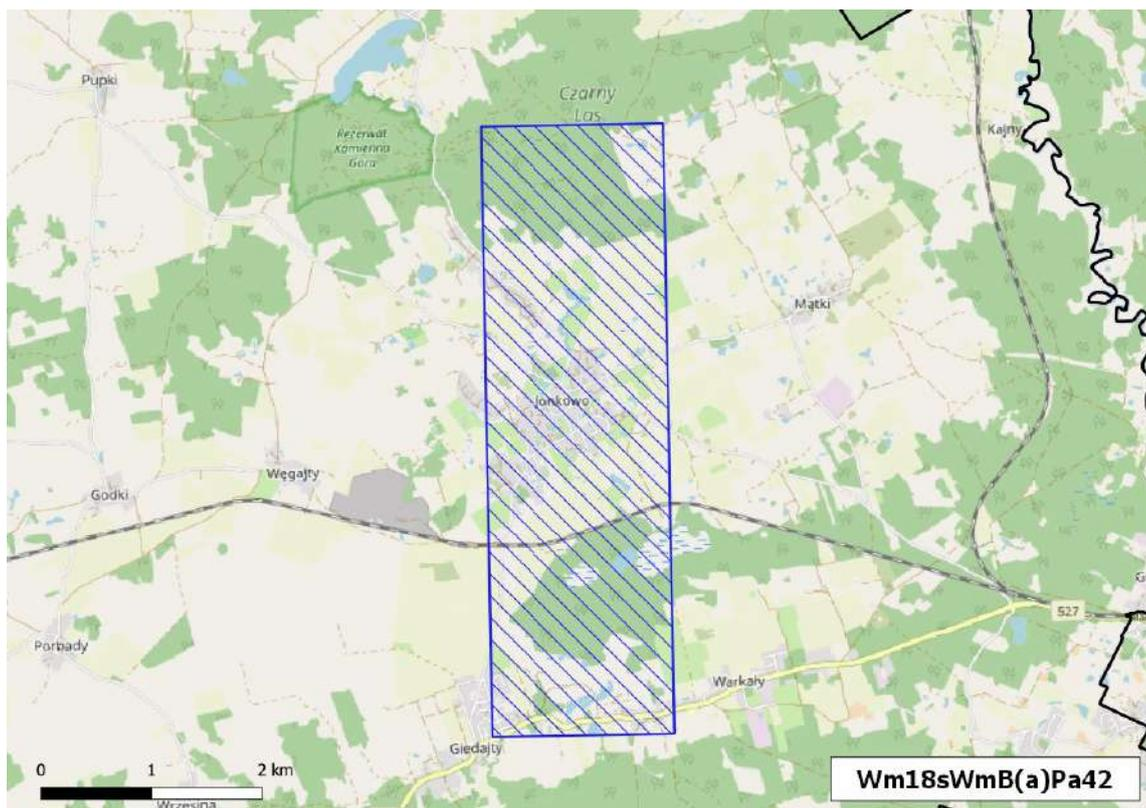 Pupki
Czarny
Las
Rezerwat
Kamienna
Góra
Kajny
Mątki
Jonkowo
Węgajty
Godki
527
Porbady
Warkały
Giedajty
0 1 2 km
Wrzesina
Wm18sWmB(a)Pa42